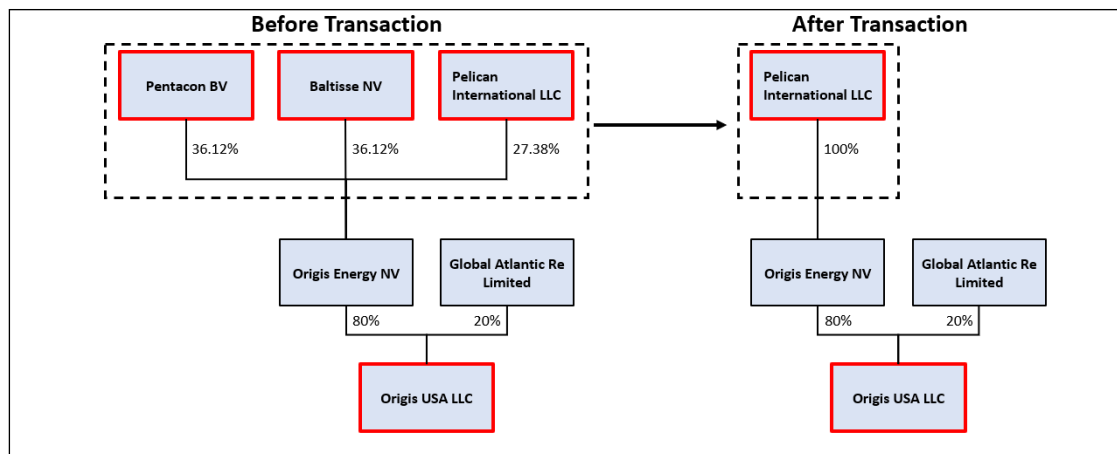 Before Transaction
After Transaction
Pentacon BV
Baltisse NV
Pelican
International LLC
Pelican
International LLC
36.12%
36.12%
27.38%
100%
Origis Energy NV
Global Atlantic Re
Limited
Origis Energy NV
Global Atlantic Re
Limited
80%
20%
80%
20%
Origis USA LLC
Origis USA LLC